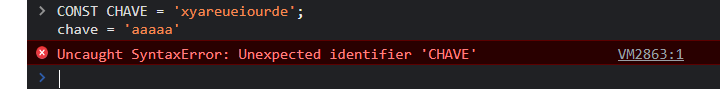 CONST CHAVE = 'xyareueiourde';
chave = 'aaaaa'
Uncaught SyntaxError: Unexpected identifier 'CHAVE' VM2863:1